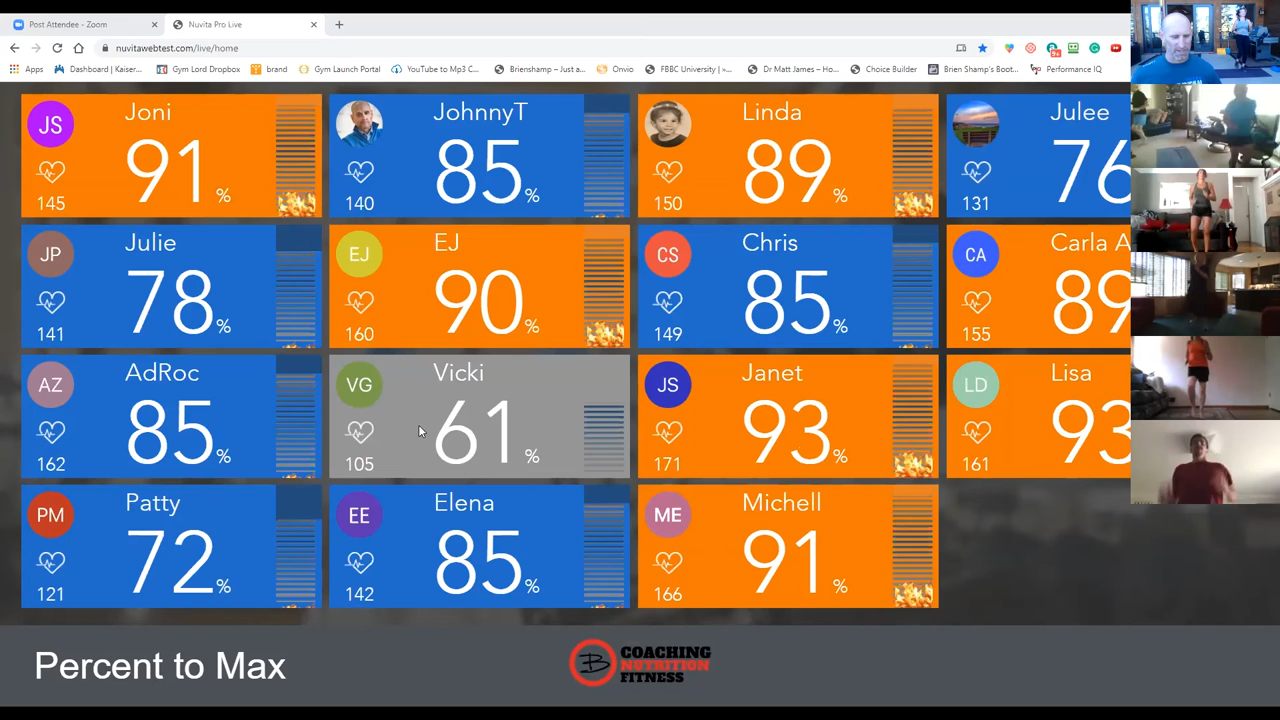 Post Attendee - Zoom
Nuvita Pro Live
nuvitawebtest.com/live/home
Apps
Dashboard | Kaiser...
Gym Lord Dropbox
brand
Gym Launch Portal
YouTube to Mp3 C...
Brienshamp – Just a...
Onvio
FBBC University | »...
Dr Matt James – Ho...
Choice Builder
Brien Shamp's Boot...
Performance IQ
JS
Joni
91 %
145
JohnnyT
85 %
140
Linda
89 %
150
Julee
76
131
JP
Julie
78 %
141
EJ
EJ
90 %
160
CS
Chris
85 %
149
CA
Carla A
89
155
AZ
AdRoc
85 %
162
VG
Vicki
61 %
105
JS
Janet
93 %
171
LD
Lisa
93
161
PM
Patty
72 %
121
EE
Elena
85 %
142
ME
Michell
91 %
166
Percent to Max
B
COACHING
NUTRITION
FITNESS